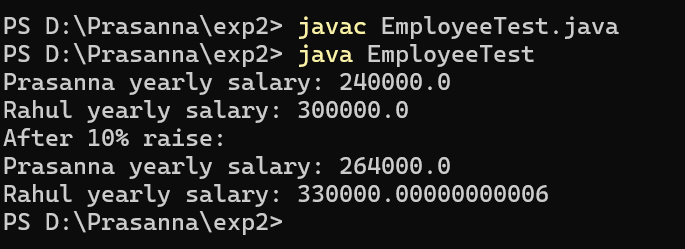 PS D:\Prasanna\exp2> javac EmployeeTest.java
PS D:\Prasanna\exp2> java EmployeeTest
Prasanna yearly salary: 240000.0
Rahul yearly salary: 300000.0
After 10% raise:
Prasanna yearly salary: 264000.0
Rahul yearly salary: 330000.00000000006
PS D:\Prasanna\exp2>